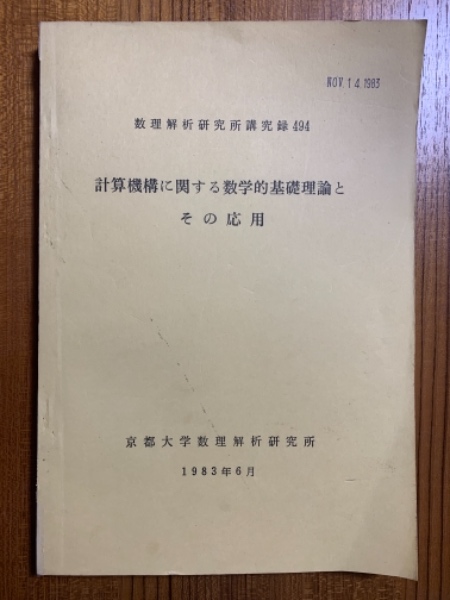 NOV. 14. 1983
数理解析研究所講究録494
計算機構に関する数学的基礎理論と
その応用
京都大学数理解析研究所
1983年6月